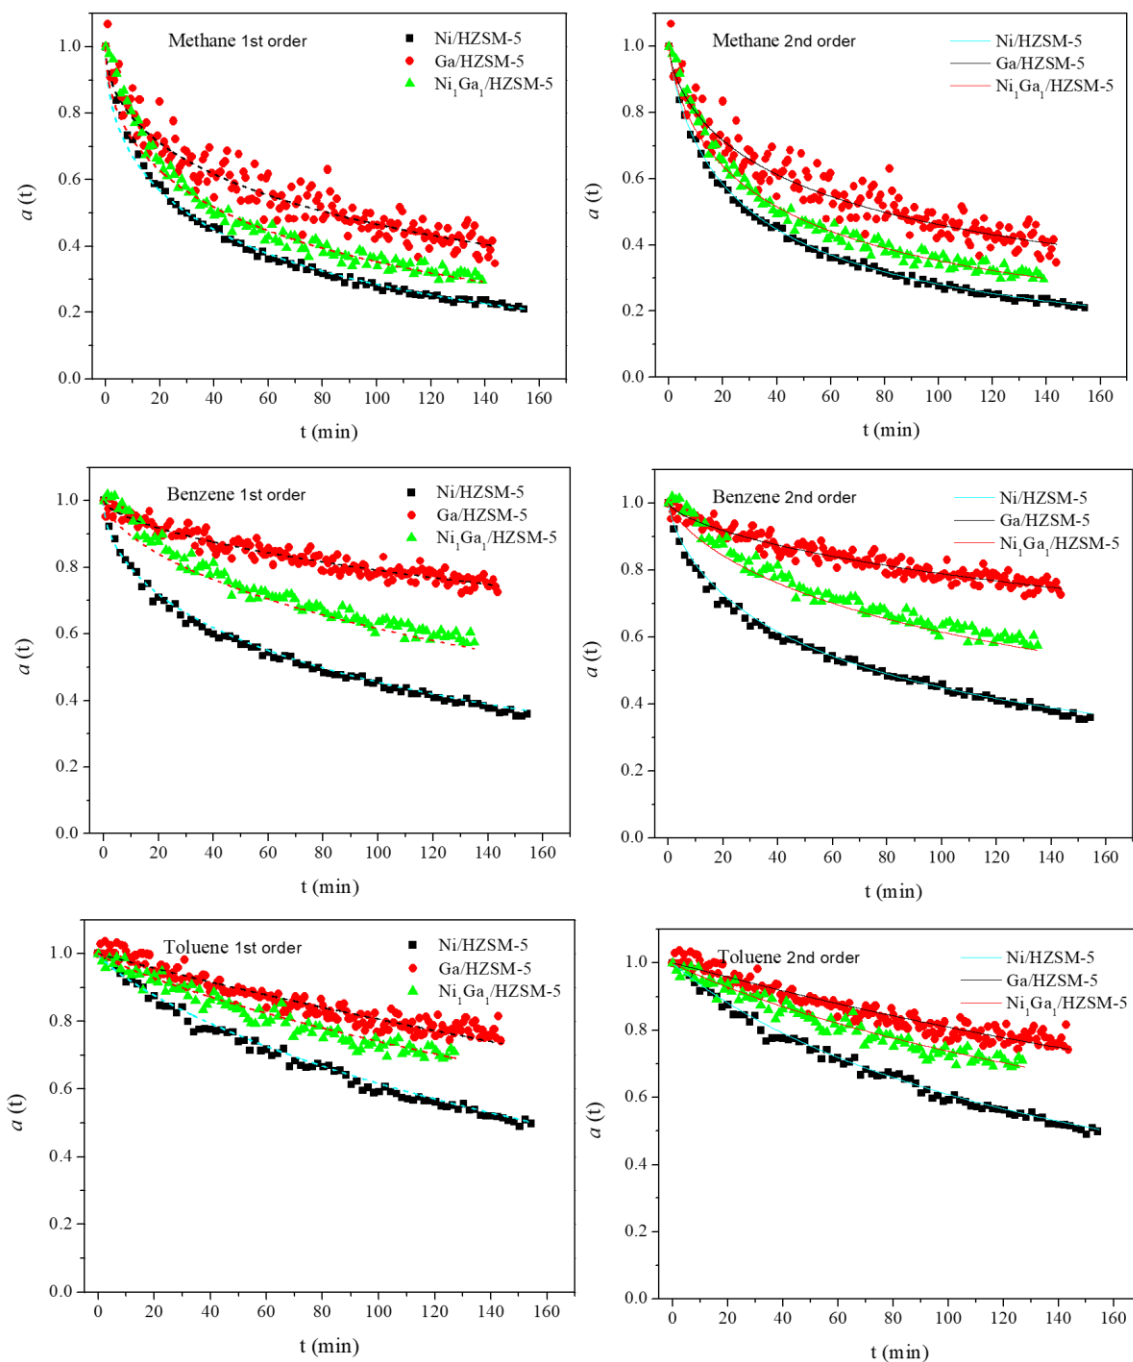 Methane 1st order
Ni/HZSM-5
Ga/HZSM-5
Ni1Ga1/HZSM-5
1.0
0.8
0.6
0.4
0.2
0.0
a (t)
0 20 40 60 80 100 120 140 160
t (min)
Methane 2nd order
Ni/HZSM-5
Ga/HZSM-5
Ni1Ga1/HZSM-5
1.0
0.8
0.6
0.4
0.2
0.0
a (t)
0 20 40 60 80 100 120 140 160
t (min)
Benzene 1st order
Ni/HZSM-5
Ga/HZSM-5
Ni1Ga1/HZSM-5
1.0
0.8
0.6
0.4
0.2
0.0
a (t)
0 20 40 60 80 100 120 140 160
t (min)
Benzene 2nd order
Ni/HZSM-5
Ga/HZSM-5
Ni1Ga1/HZSM-5
1.0
0.8
0.6
0.4
0.2
0.0
a (t)
0 20 40 60 80 100 120 140 160
t (min)
Toluene 1st order
Ni/HZSM-5
Ga/HZSM-5
Ni1Ga1/HZSM-5
1.0
0.8
0.6
0.4
0.2
0.0
a (t)
0 20 40 60 80 100 120 140 160
t (min)
Toluene 2nd order
Ni/HZSM-5
Ga/HZSM-5
Ni1Ga1/HZSM-5
1.0
0.8
0.6
0.4
0.2
0.0
a (t)
0 20 40 60 80 100 120 140 160
t (min)